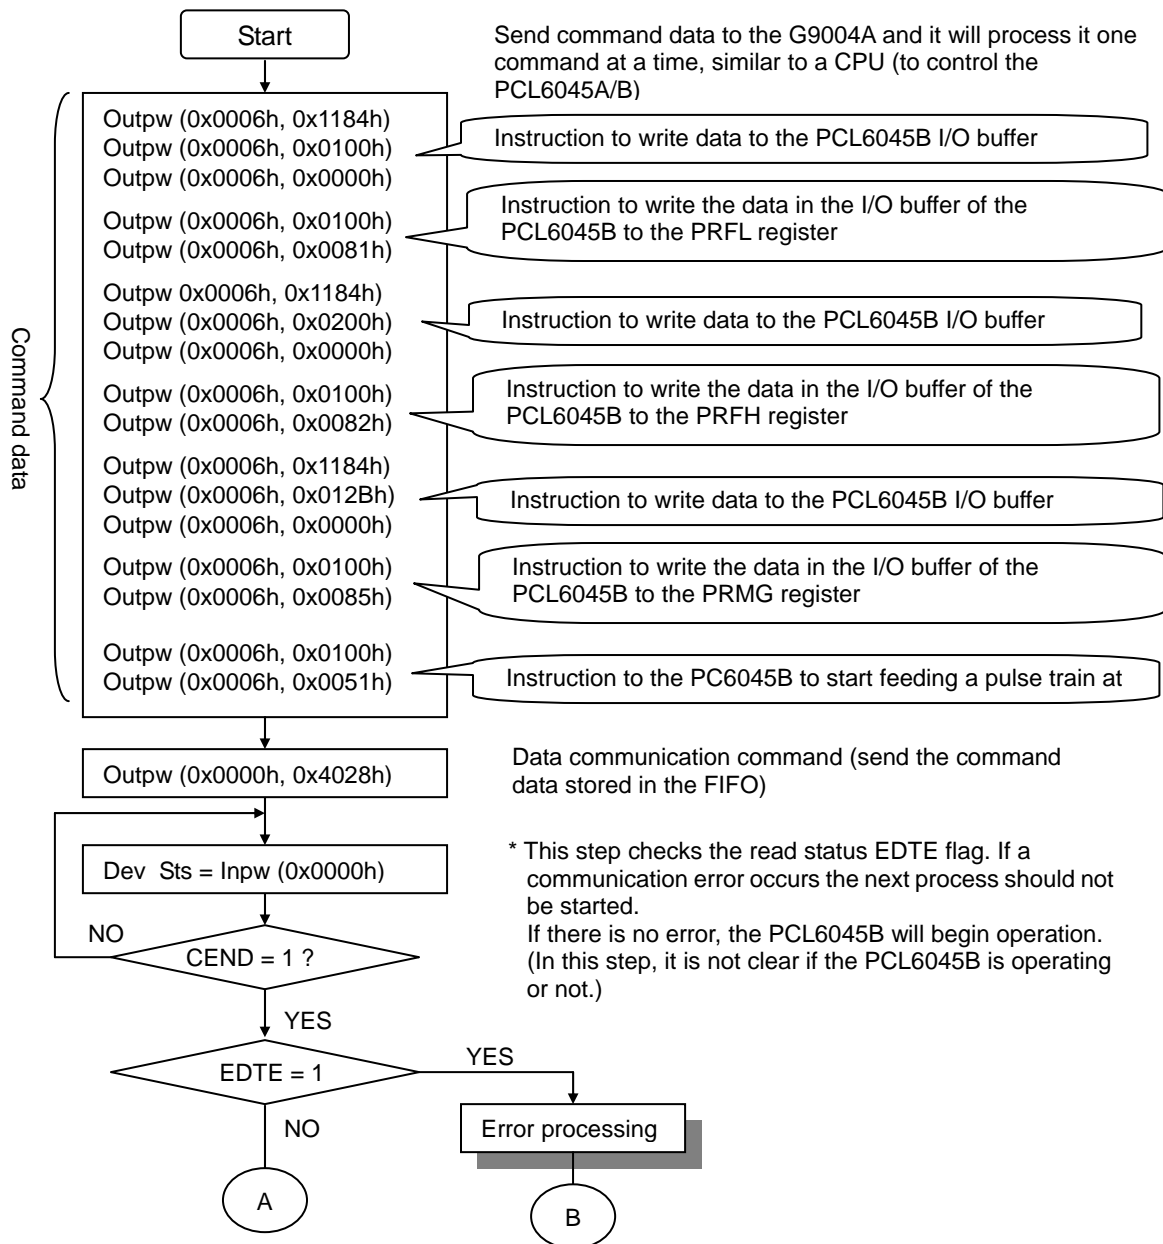 Start
Send command data to the G9004A and it will process it one
command at a time, similar to a CPU (to control the
PCL6045A/B)
Command data
Outpw (0x0006h, 0x1184h)
Outpw (0x0006h, 0x0100h)
Outpw (0x0006h, 0x0000h)
Instruction to write data to the PCL6045B I/O buffer
Outpw (0x0006h, 0x0100h)
Outpw (0x0006h, 0x0081h)
Instruction to write the data in the I/O buffer of the
PCL6045B to the PRFL register
Outpw 0x0006h, 0x1184h)
Outpw (0x0006h, 0x0200h)
Outpw (0x0006h, 0x0000h)
Instruction to write data to the PCL6045B I/O buffer
Outpw (0x0006h, 0x0100h)
Outpw (0x0006h, 0x0082h)
Instruction to write the data in the I/O buffer of the
PCL6045B to the PRFH register
Outpw (0x0006h, 0x1184h)
Outpw (0x0006h, 0x012Bh)
Outpw (0x0006h, 0x0000h)
Instruction to write data to the PCL6045B I/O buffer
Outpw (0x0006h, 0x0100h)
Outpw (0x0006h, 0x0085h)
Instruction to write the data in the I/O buffer of the
PCL6045B to the PRMG register
Outpw (0x0006h, 0x0100h)
Outpw (0x0006h, 0x0051h)
Instruction to the PC6045B to start feeding a pulse train at
Outpw (0x0000h, 0x4028h)
Data communication command (send the command
data stored in the FIFO)
Dev Sts = Inpw (0x0000h)
* This step checks the read status EDTE flag. If a
communication error occurs the next process should not
be started.
If there is no error, the PCL6045B will begin operation.
(In this step, it is not clear if the PCL6045B is operating
or not.)
NO
CEND = 1 ?
YES
EDTE = 1
YES
NO
Error processing
A
B